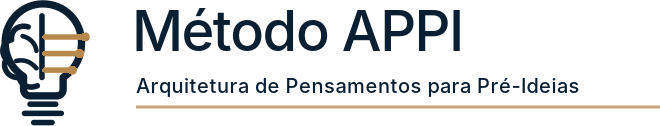 Método APPI
Arquitetura de Pensamentos para Pré-Ideias